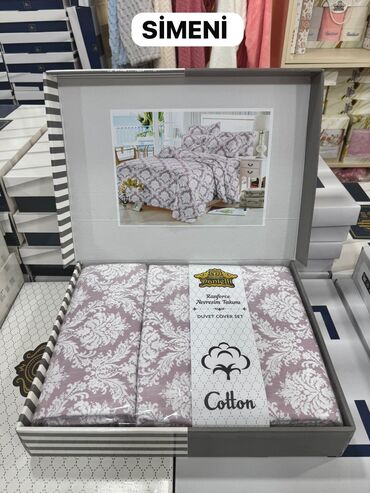 SİMENİ
Ranforce
Nevresim Takımı
DUVET COVER SET
Cotton